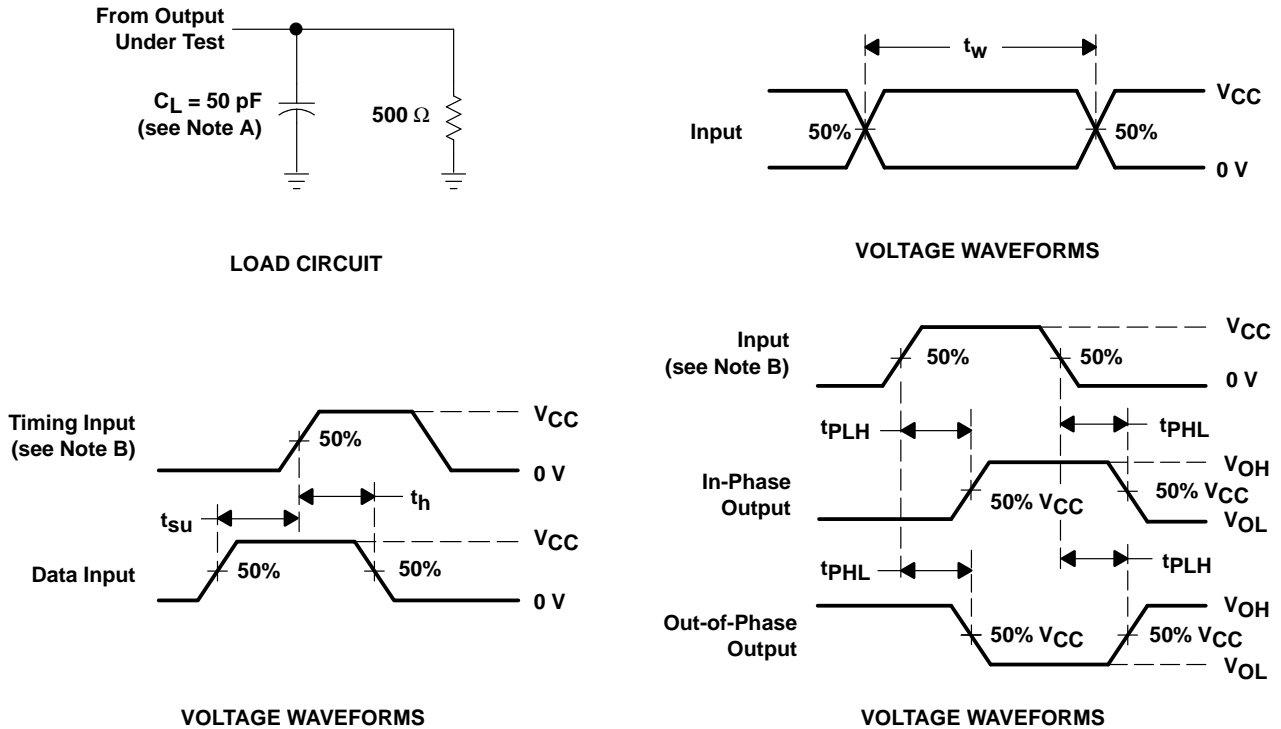 From Output
Under Test
CL = 50 pF
(see Note A)
500 Ω
LOAD CIRCUIT
tw
Input
50%
50%
VCC
0 V
VOLTAGE WAVEFORMS
Timing Input
(see Note B)
50%
VCC
0 V
th
tsu
Data Input
50%
50%
VCC
0 V
VOLTAGE WAVEFORMS
Input
(see Note B)
50%
50%
VCC
0 V
tPLH
tPHL
In-Phase
Output
50% VCC
VOH
50% VCC
VOL
tPHL
tPLH
Out-of-Phase
Output
50% VCC
VOH
50% VCC
VOL
VOLTAGE WAVEFORMS